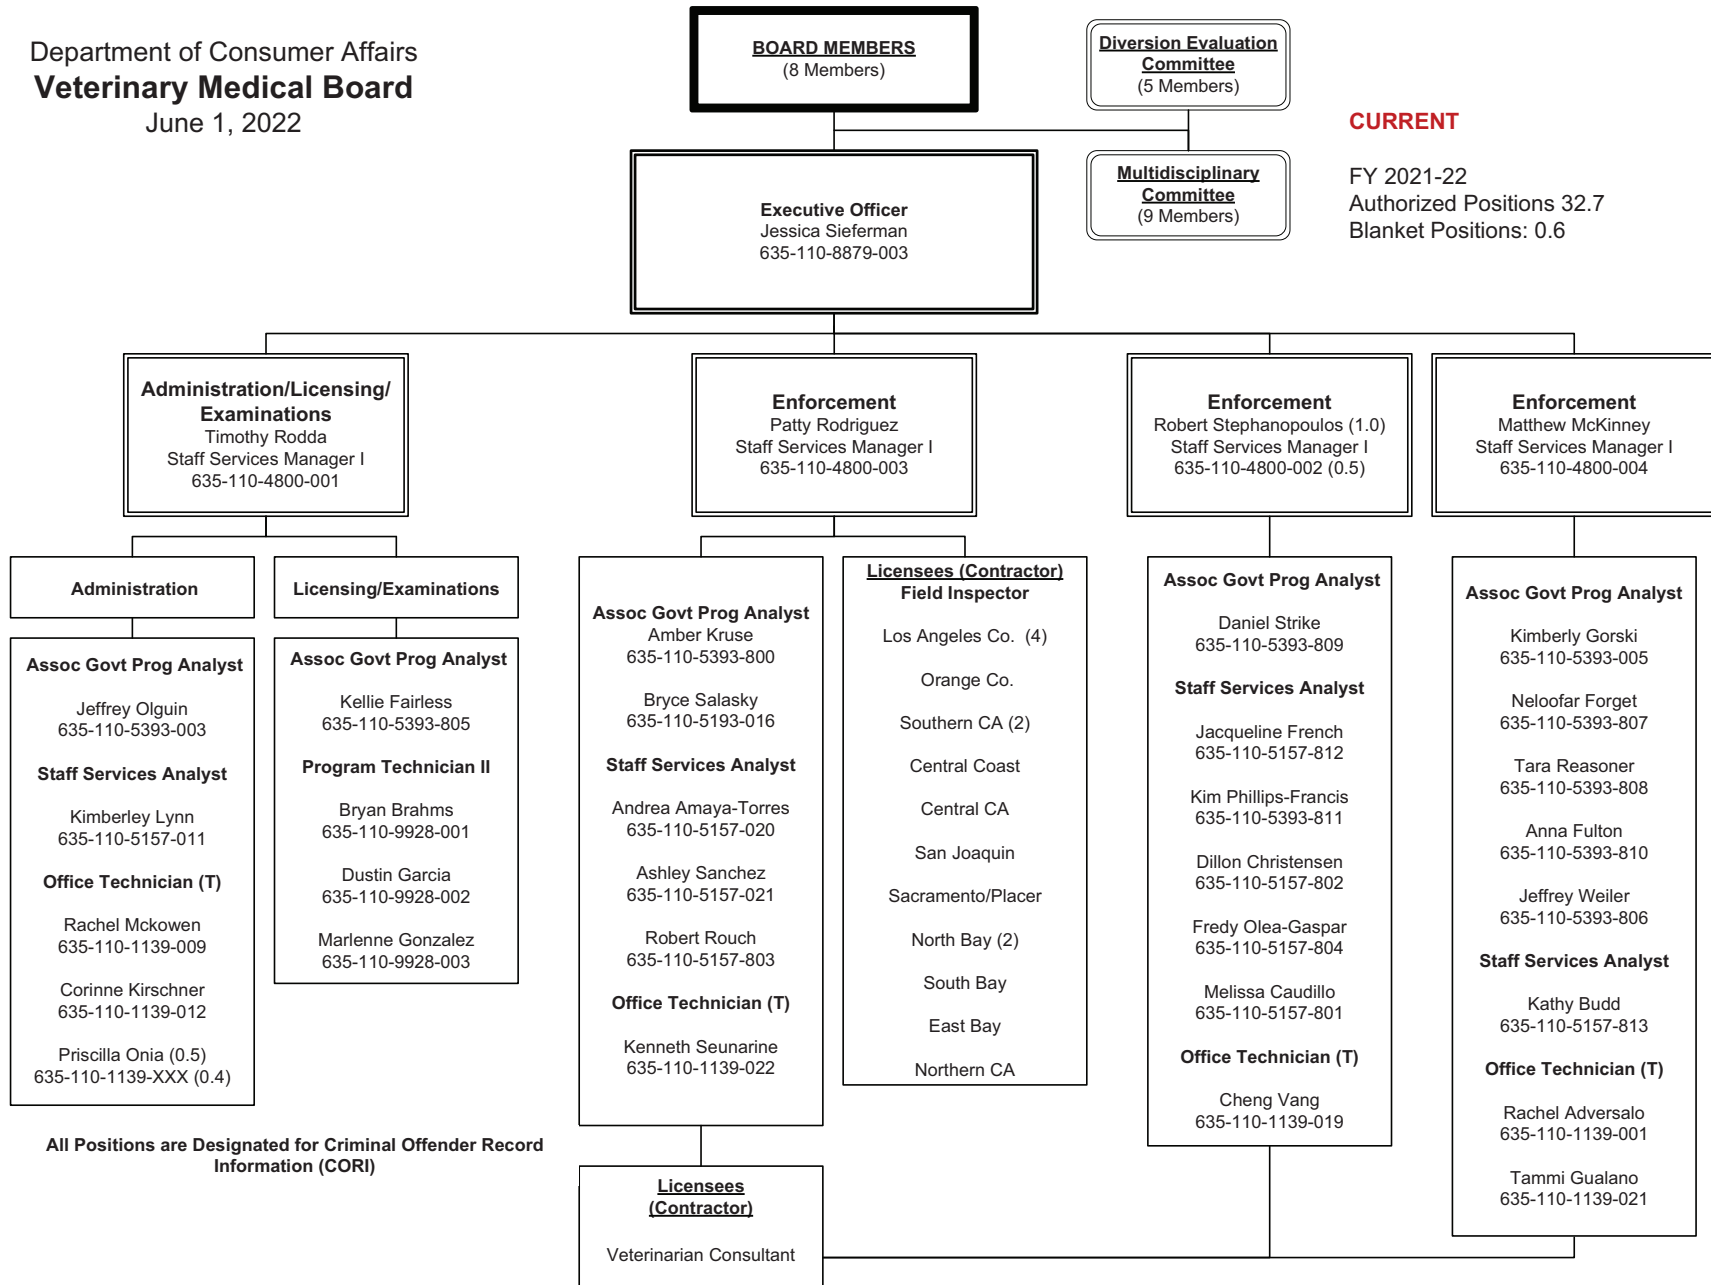 Department of Consumer Affairs
Veterinary Medical Board
June 1, 2022
BOARD MEMBERS
(8 Members)
Diversion Evaluation
Committee
(5 Members)
Multidisciplinary
Committee
(9 Members)
CURRENT
FY 2021-22
Authorized Positions 32.7
Blanket Positions: 0.6
Executive Officer
Jessica Sieferman
635-110-8879-003
Administration/Licensing/
Examinations
Timothy Rodda
Staff Services Manager I
635-110-4800-001
Enforcement
Patty Rodriguez
Staff Services Manager I
635-110-4800-003
Enforcement
Robert Stephanopoulos (1.0)
Staff Services Manager I
635-110-4800-002 (0.5)
Enforcement
Matthew McKinney
Staff Services Manager I
635-110-4800-004
Administration
Assoc Govt Prog Analyst
Jeffrey Olguin
635-110-5393-003
Staff Services Analyst
Kimberley Lynn
635-110-5157-011
Office Technician (T)
Rachel Mckowen
635-110-1139-009
Corinne Kirschner
635-110-1139-012
Priscilla Onia (0.5)
635-110-1139-XXX (0.4)
Licensing/Examinations
Assoc Govt Prog Analyst
Kellie Fairless
635-110-5393-805
Program Technician II
Bryan Brahms
635-110-9928-001
Dustin Garcia
635-110-9928-002
Marlenne Gonzalez
635-110-9928-003
Assoc Govt Prog Analyst
Amber Kruse
635-110-5393-800
Bryce Salasky
635-110-5193-016
Staff Services Analyst
Andrea Amaya-Torres
635-110-5157-020
Ashley Sanchez
635-110-5157-021
Robert Rouch
635-110-5157-803
Office Technician (T)
Kenneth Seunarine
635-110-1139-022
Licensees (Contractor)
Field Inspector
Los Angeles Co. (4)
Orange Co.
Southern CA (2)
Central Coast
Central CA
San Joaquin
Sacramento/Placer
North Bay (2)
South Bay
East Bay
Northern CA
Assoc Govt Prog Analyst
Daniel Strike
635-110-5393-809
Staff Services Analyst
Jacqueline French
635-110-5157-812
Kim Phillips-Francis
635-110-5393-811
Dillon Christensen
635-110-5157-802
Fredy Olea-Gaspar
635-110-5157-804
Melissa Caudillo
635-110-5157-801
Office Technician (T)
Cheng Vang
635-110-1139-019
Assoc Govt Prog Analyst
Kimberly Gorski
635-110-5393-005
Neloofar Forget
635-110-5393-807
Tara Reasoner
635-110-5393-808
Anna Fulton
635-110-5393-810
Jeffrey Weiler
635-110-5393-806
Staff Services Analyst
Kathy Budd
635-110-5157-813
Office Technician (T)
Rachel Adversalo
635-110-1139-001
Tammi Gualano
635-110-1139-021
All Positions are Designated for Criminal Offender Record
Information (CORI)
Licensees
(Contractor)
Veterinarian Consultant